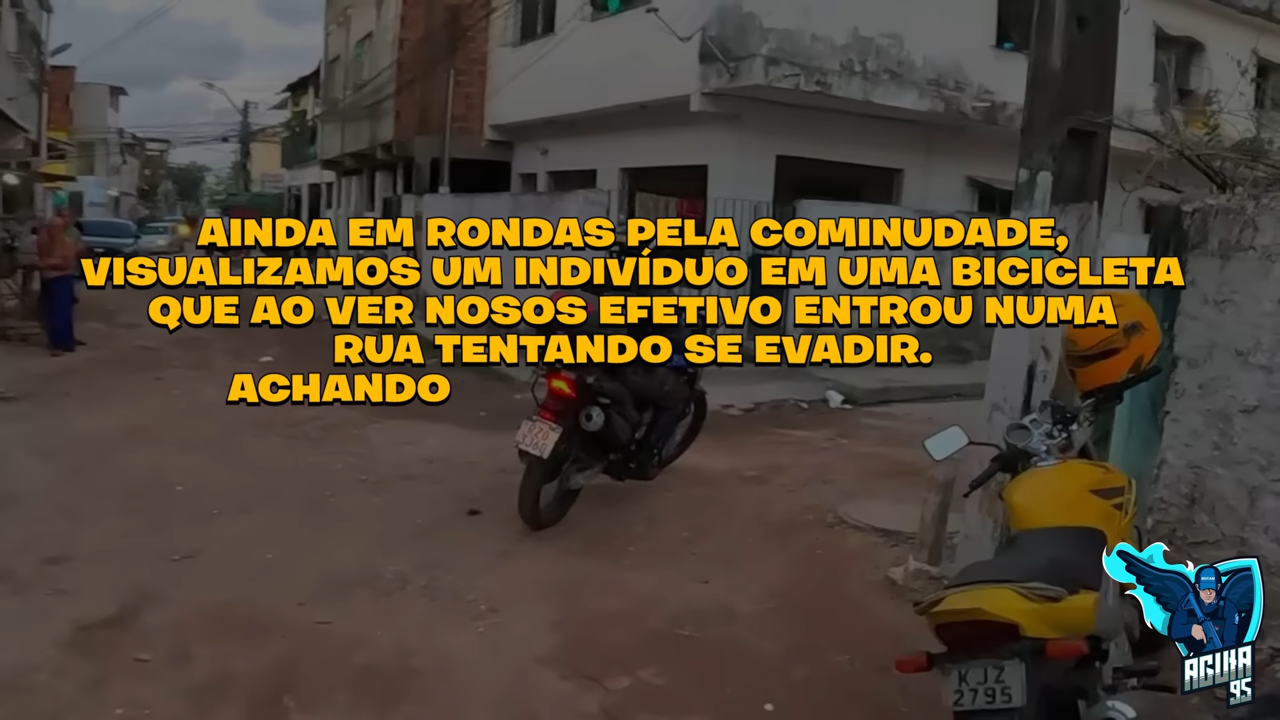 AINDA EM RONDAS PELA COMINUDADE,
VISUALIZAMOS UM INDIVÍDUO EM UMA BICICLETA
QUE AO VER NOSOS EFETIVO ENTROU NUMA
RUA TENTANDO SE EVADIR.
ACHANDO
KJZ
2795
ÁGUIA
95